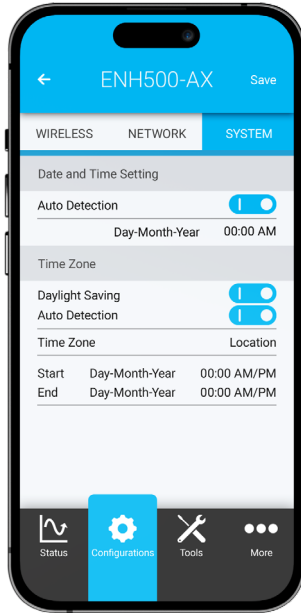 ENH500-AX Save
WIRELESS NETWORK SYSTEM
Date and Time Setting
Auto Detection
Day-Month-Year 00:00 AM
Time Zone
Daylight Saving
Auto Detection
Time Zone Location
Start Day-Month-Year 00:00 AM/PM
End Day-Month-Year 00:00 AM/PM
Status Configurations Tools More